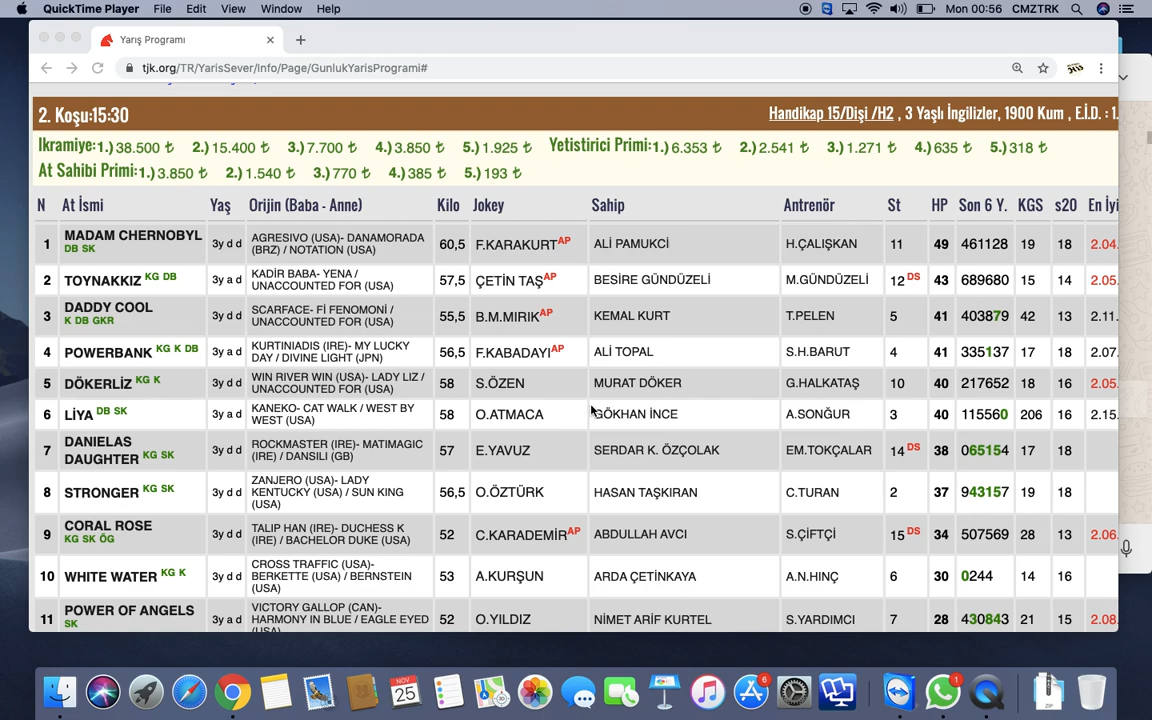 QuickTime Player File Edit View Window Help Mon 00:56 CMZTRK
Yarış Programı
tjk.org/TR/YarisSever/Info/Page/GunlukYarisProgrami#
2. Koşu:15:30 Handikap 15/Dişi /H2 , 3 Yaşlı İngilizler, 1900 Kum , E.İ.D. : 1.
Ikramiye:1.) 38.500 ₺ 2.) 15.400 ₺ 3.) 7.700 ₺ 4.) 3.850 ₺ 5.) 1.925 ₺ Yetistirici Primi:1.) 6.353 ₺ 2.) 2.541 ₺ 3.) 1.271 ₺ 4.) 635 ₺ 5.) 318 ₺
At Sahibi Primi:1.) 3.850 ₺ 2.) 1.540 ₺ 3.) 770 ₺ 4.) 385 ₺ 5.) 193 ₺
N At İsmi Yaş Orijin (Baba - Anne) Kilo Jokey Sahip Antrenör St HP Son 6 Y. KGS s20 En İyi
1 MADAM CHERNOBYL DB SK 3y d d AGRESIVO (USA)- DANAMORADA (BRZ) / NOTATION (USA) 60,5 F.KARAKURT AP ALİ PAMUKCİ H.ÇALIŞKAN 11 49 461128 19 18 2.04.
2 TOYNAKKIZ KG DB 3y a d KADİR BABA- YENA / UNACCOUNTED FOR (USA) 57,5 ÇETİN TAŞ AP BESİRE GÜNDÜZELİ M.GÜNDÜZELİ 12 DS 43 689680 15 14 2.05.
3 DADDY COOL K DB GKR 3y d d SCARFACE- Fİ FENOMONİ / UNACCOUNTED FOR (USA) 55,5 B.M.MIRIK AP KEMAL KURT T.PELEN 5 41 403879 42 13 2.11.
4 POWERBANK KG K DB 3y a d KURTINIADIS (IRE)- MY LUCKY DAY / DIVINE LIGHT (JPN) 56,5 F.KABADAYI AP ALİ TOPAL S.H.BARUT 4 41 335137 17 18 2.07.
5 DÖKERLİZ KG K 3y d d WIN RIVER WIN (USA)- LADY LIZ / UNACCOUNTED FOR (USA) 58 S.ÖZEN MURAT DÖKER G.HALKATAŞ 10 40 217652 18 16 2.05.
6 LİYA DB SK 3y a d KANEKO- CAT WALK / WEST BY WEST (USA) 58 O.ATMACA GÖKHAN İNCE A.SONĞUR 3 40 115560 206 16 2.15.
7 DANIELAS DAUGHTER KG SK 3y d d ROCKMASTER (IRE)- MATIMAGIC (IRE) / DANSILI (GB) 57 E.YAVUZ SERDAR K. ÖZÇOLAK EM.TOKÇALAR 14 DS 38 065154 17 18
8 STRONGER KG SK 3y d d ZANJERO (USA)- LADY KENTUCKY (USA) / SUN KING (USA) 56,5 O.ÖZTÜRK HASAN TAŞKIRAN C.TURAN 2 37 943157 19 18
9 CORAL ROSE KG SK ÖG 3y d d TALIP HAN (IRE)- DUCHESS K (IRE) / BACHELOR DUKE (USA) 52 C.KARADEMİR AP ABDULLAH AVCI S.ÇİFTÇİ 15 DS 34 507569 28 13 2.06.
10 WHITE WATER KG K 3y d d CROSS TRAFFIC (USA)- BERKETTE (USA) / BERNSTEIN (USA) 53 A.KURŞUN ARDA ÇETİNKAYA A.N.HINÇ 6 30 0244 14 16
11 POWER OF ANGELS SK 3y a d VICTORY GALLOP (CAN)- HARMONY IN BLUE / EAGLE EYED (USA) 52 O.YILDIZ NİMET ARİF KURTEL S.YARDIMCI 7 28 430843 21 15 2.08.
NOV 25 6 1
ZIP